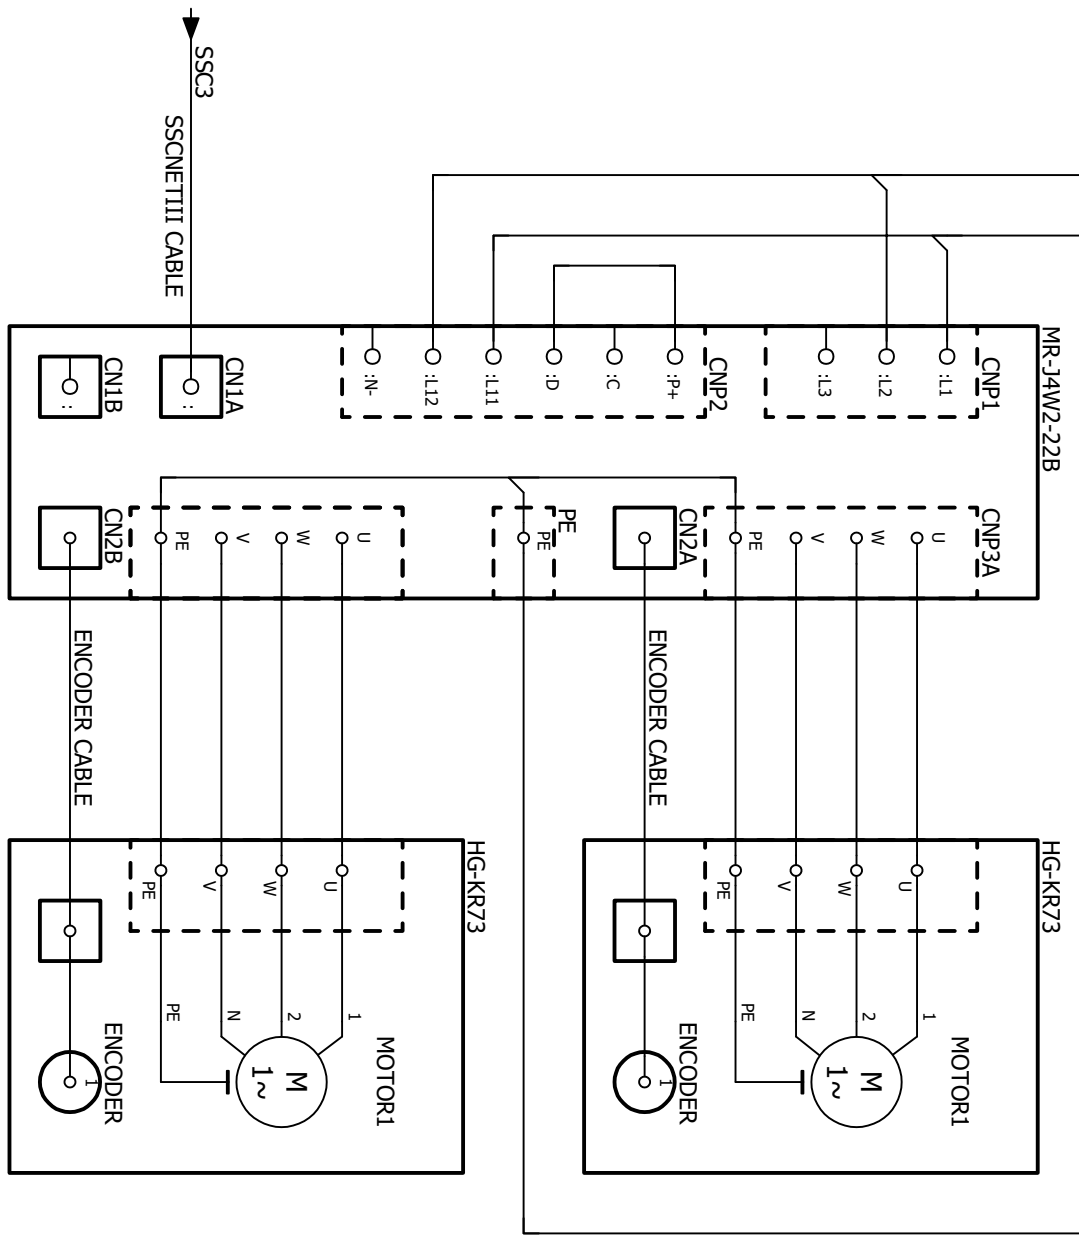 SSC3
SSCNETIII CABLE
MR-J4W2-22B
CNP1
:L1
:L2
:L3
CNP2
:P+
:C
:D
:L11
:L12
:N-
CN1A
:
CN1B
:
CNP3A
U
W
V
PE
CN2A
PE
PE
U
W
V
PE
CN2B
ENCODER CABLE
ENCODER CABLE
HG-KR73
U
W
V
PE
MOTOR1
1
2
N
PE
M
1~
ENCODER
1
HG-KR73
U
W
V
PE
MOTOR1
1
2
N
PE
M
1~
ENCODER
1